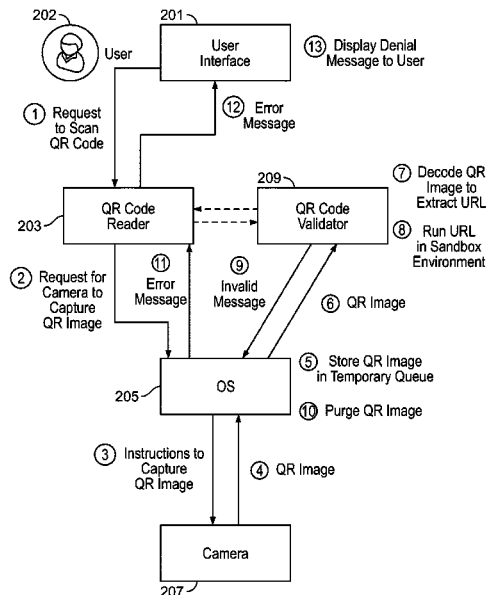 202
201
User
User
Interface
13 Display Denial
Message to User
1 Request
to Scan
QR Code
12 Error
Message
209
7 Decode QR
Image to
Extract URL
203
QR Code
Reader
QR Code
Validator
8 Run URL
in Sandbox
Environment
2 Request for
Camera to
Capture
QR Image
11
Error
Message
9
Invalid
Message
6 QR Image
205
OS
5 Store QR Image
in Temporary Queue
10 Purge QR Image
3 Instructions to
Capture
QR Image
4 QR Image
Camera
207